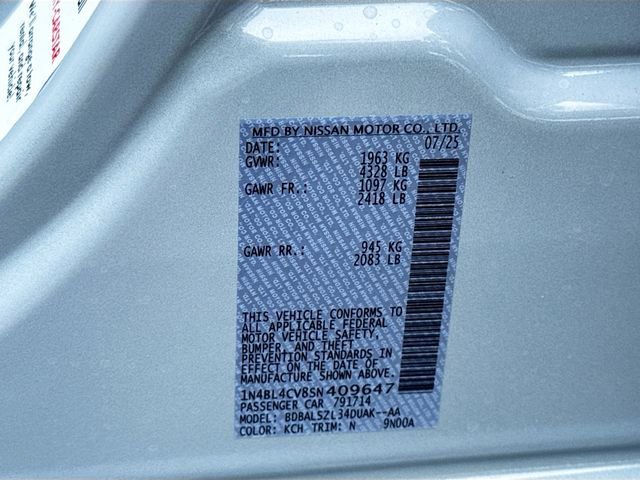 MFD BY NISSAN MOTOR CO., LTD.
DATE: 07/25
GVWR: 1963 KG
4328 LB
GAWR FR.: 1097 KG
2418 LB
GAWR RR.: 945 KG
2083 LB
THIS VEHICLE CONFORMS TO
ALL APPLICABLE FEDERAL
MOTOR VEHICLE SAFETY,
BUMPER, AND THEFT
PREVENTION STANDARDS IN
EFFECT ON THE DATE OF
MANUFACTURE SHOWN ABOVE.
1N4BL4CV8SN409647
PASSENGER CAR 791714
MODEL: BDBALSZL34DUAK--AA
COLOR: KCH TRIM: N 9N00A